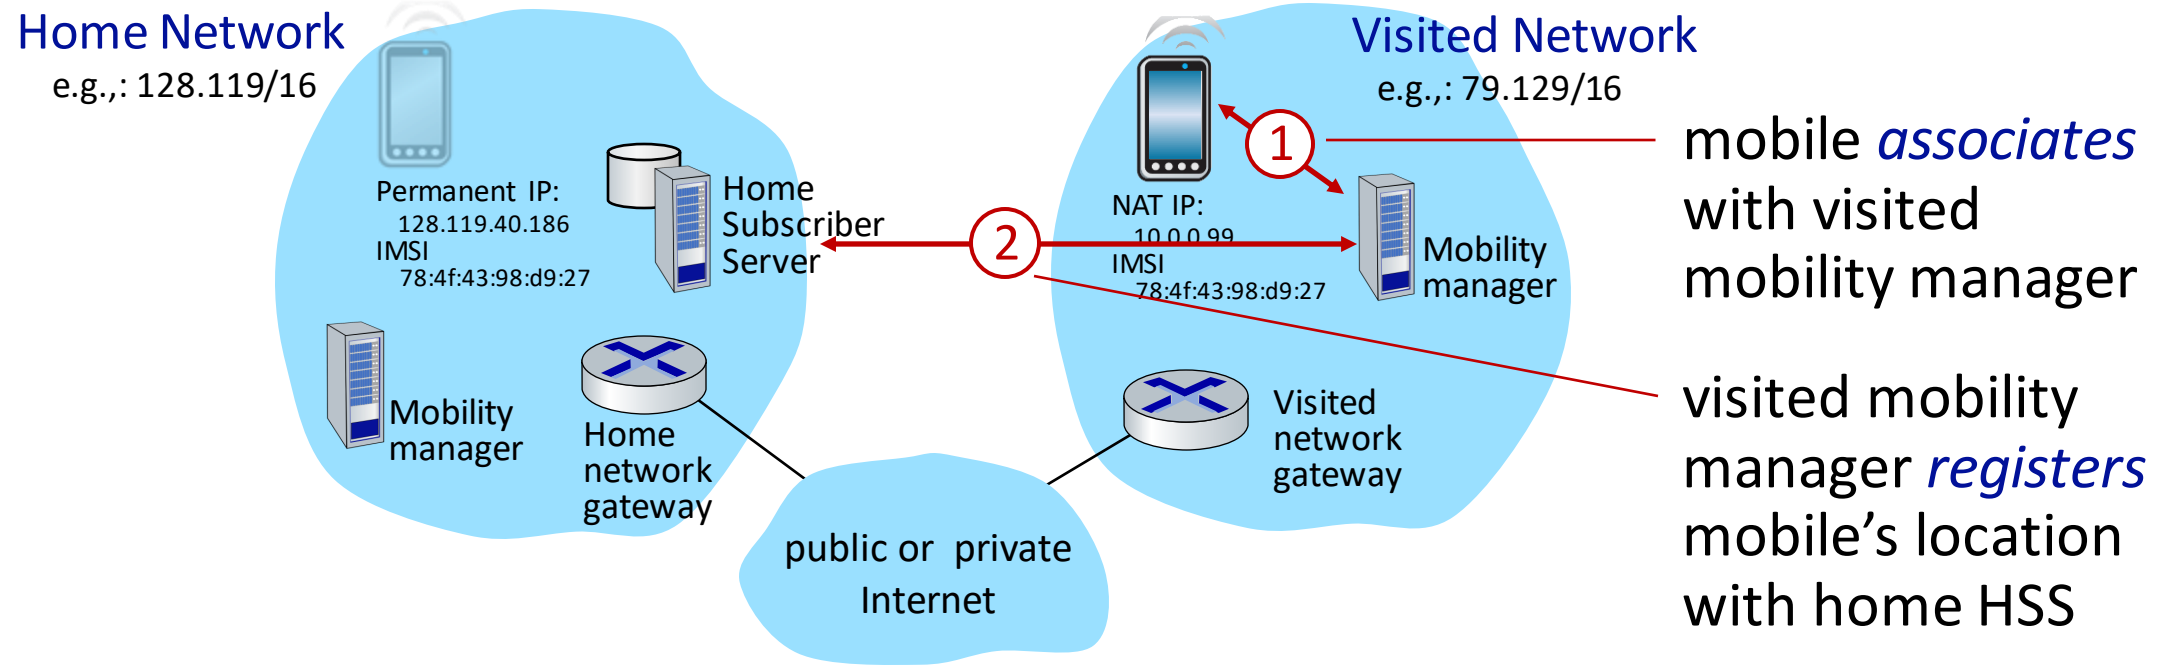 Home Network
e.g.,: 128.119/16
Permanent IP:
128.119.40.186
IMSI
78:4f:43:98:d9:27
Home
Subscriber
Server
Mobility
manager
Home
network
gateway
public or private
Internet
2
Visited Network
e.g.,: 79.129/16
1
NAT IP:
10.0.0.99
IMSI
78:4f:43:98:d9:27
Mobility
manager
Visited
network
gateway
mobile associates
with visited
mobility manager
visited mobility
manager registers
mobile’s location
with home HSS